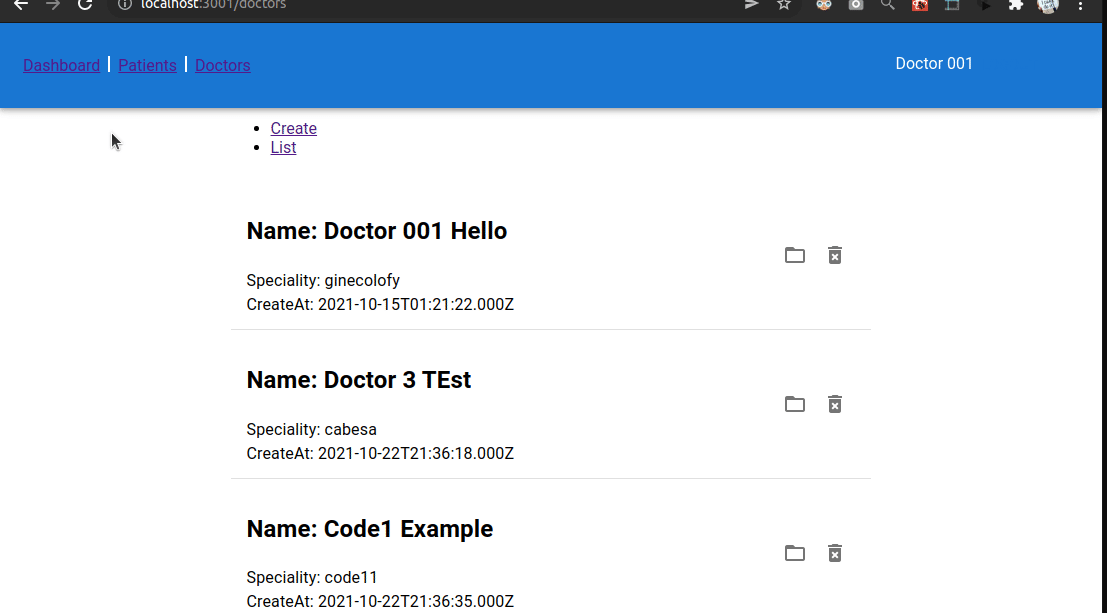 localhost:3001/doctors
Dashboard | Patients | Doctors
Doctor 001
Create
List
Name: Doctor 001 Hello
Speciality: ginecolofy
CreateAt: 2021-10-15T01:21:22.000Z
Name: Doctor 3 TEst
Speciality: cabesa
CreateAt: 2021-10-22T21:36:18.000Z
Name: Code1 Example
Speciality: code11
CreateAt: 2021-10-22T21:36:35.000Z